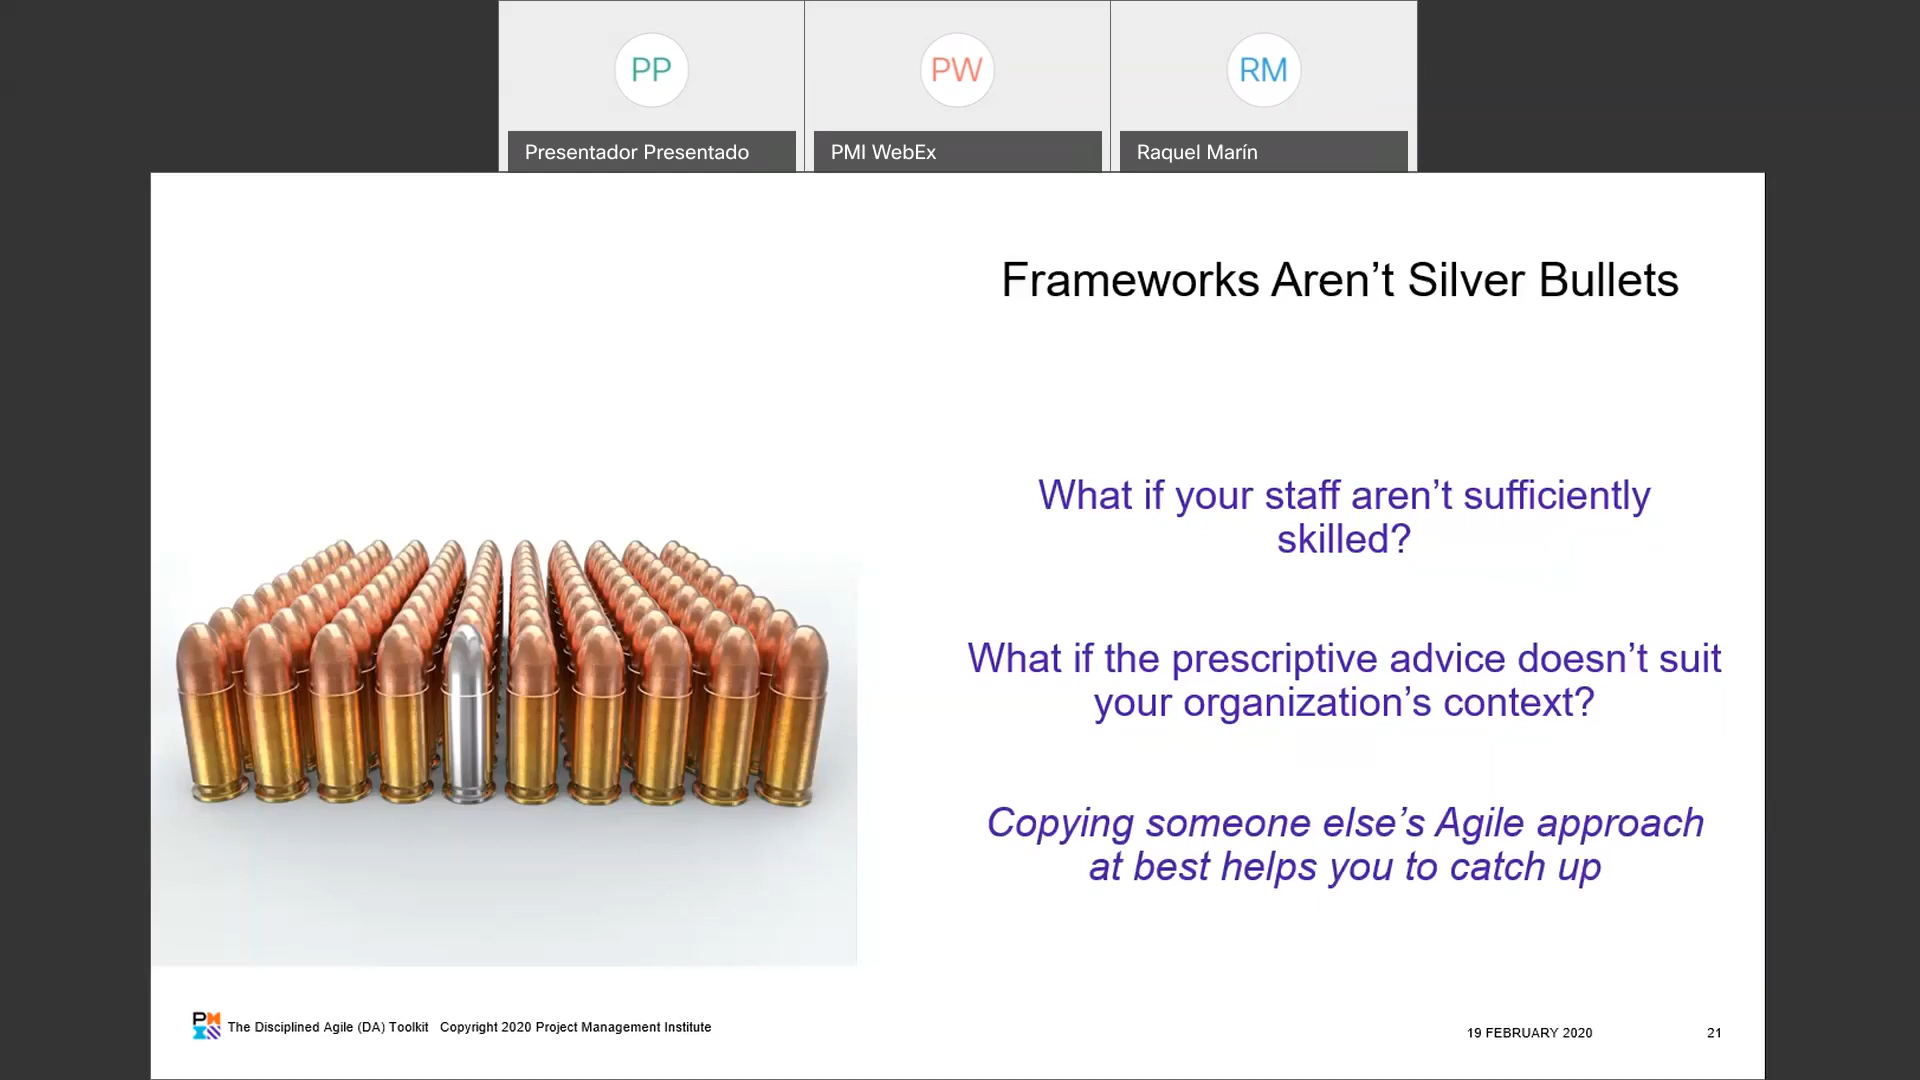 PP
PW
RM
Presentador Presentado
PMI WebEx
Raquel Marín
Frameworks Aren’t Silver Bullets
What if your staff aren’t sufficiently
skilled?
What if the prescriptive advice doesn’t suit
your organization’s context?
Copying someone else’s Agile approach
at best helps you to catch up
The Disciplined Agile (DA) Toolkit Copyright 2020 Project Management Institute
19 FEBRUARY 2020
21